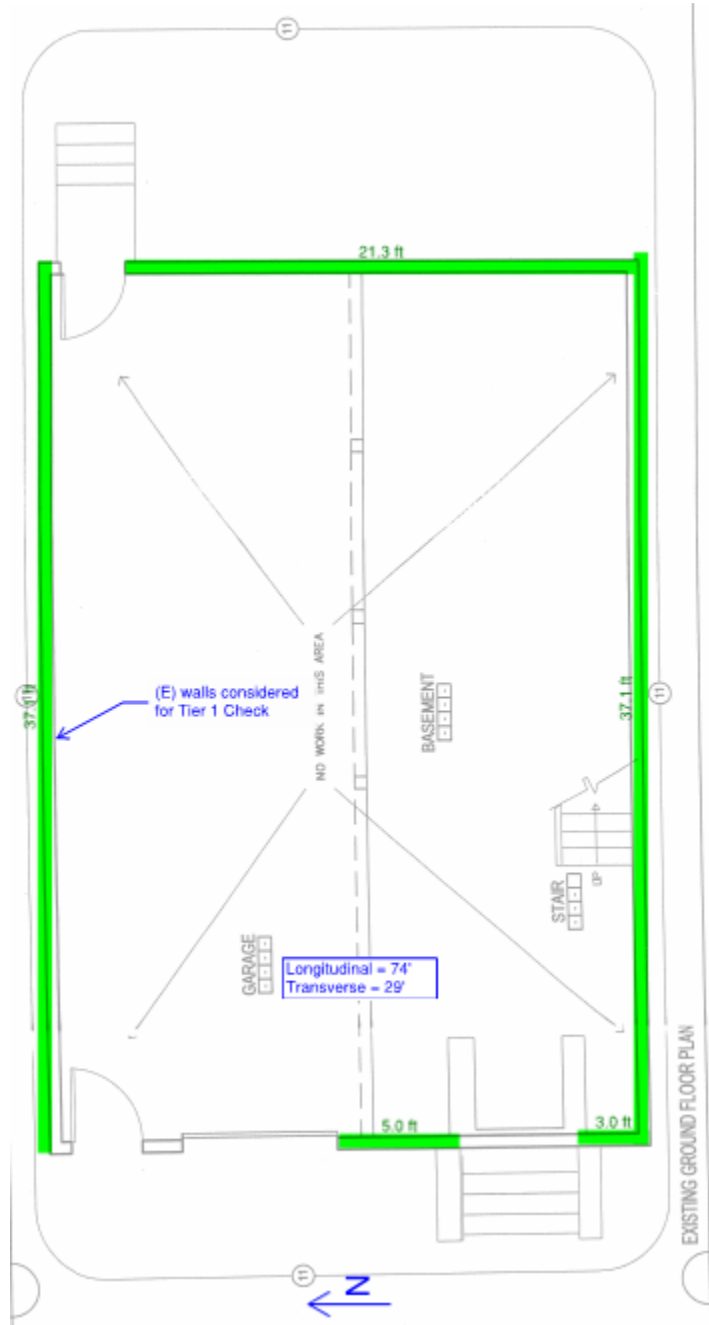 11
21.3 ft
37.1 ft
11
(E) walls considered
for Tier 1 Check
NO WORK IN THIS AREA
BASEMENT
37.1 ft
11
STAIR
UP
GARAGE
Longitudinal = 74'
Transverse = 29'
5.0 ft
3.0 ft
EXISTING GROUND FLOOR PLAN
11
N